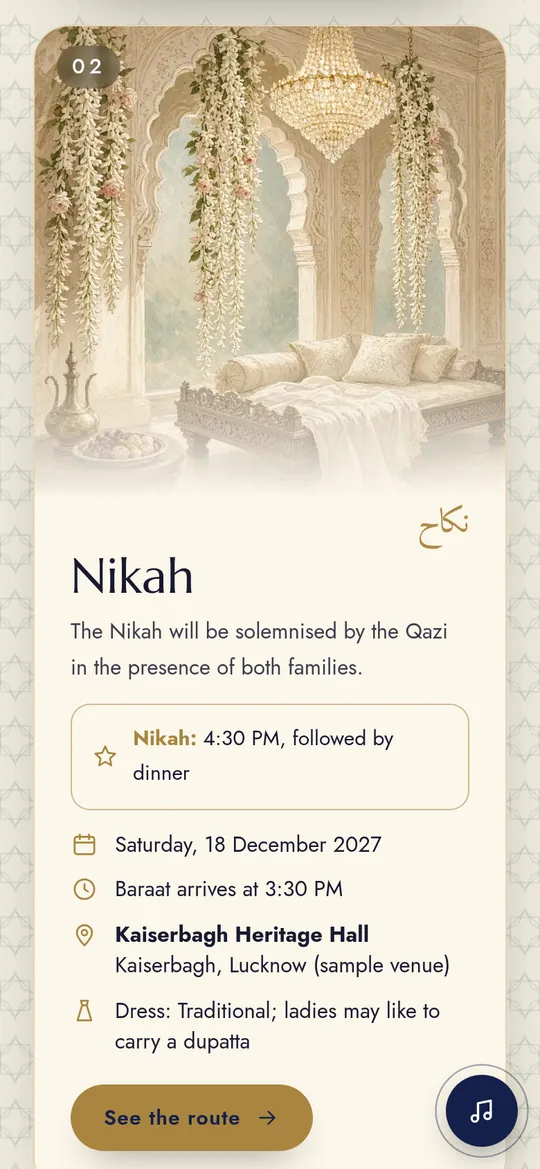 02
نكاح
Nikah
The Nikah will be solemnised by the Qazi
in the presence of both families.
Nikah: 4:30 PM, followed by
dinner
Saturday, 18 December 2027
Baraat arrives at 3:30 PM
Kaiserbagh Heritage Hall
Kaiserbagh, Lucknow (sample venue)
Dress: Traditional; ladies may like to
carry a dupatta
See the route →